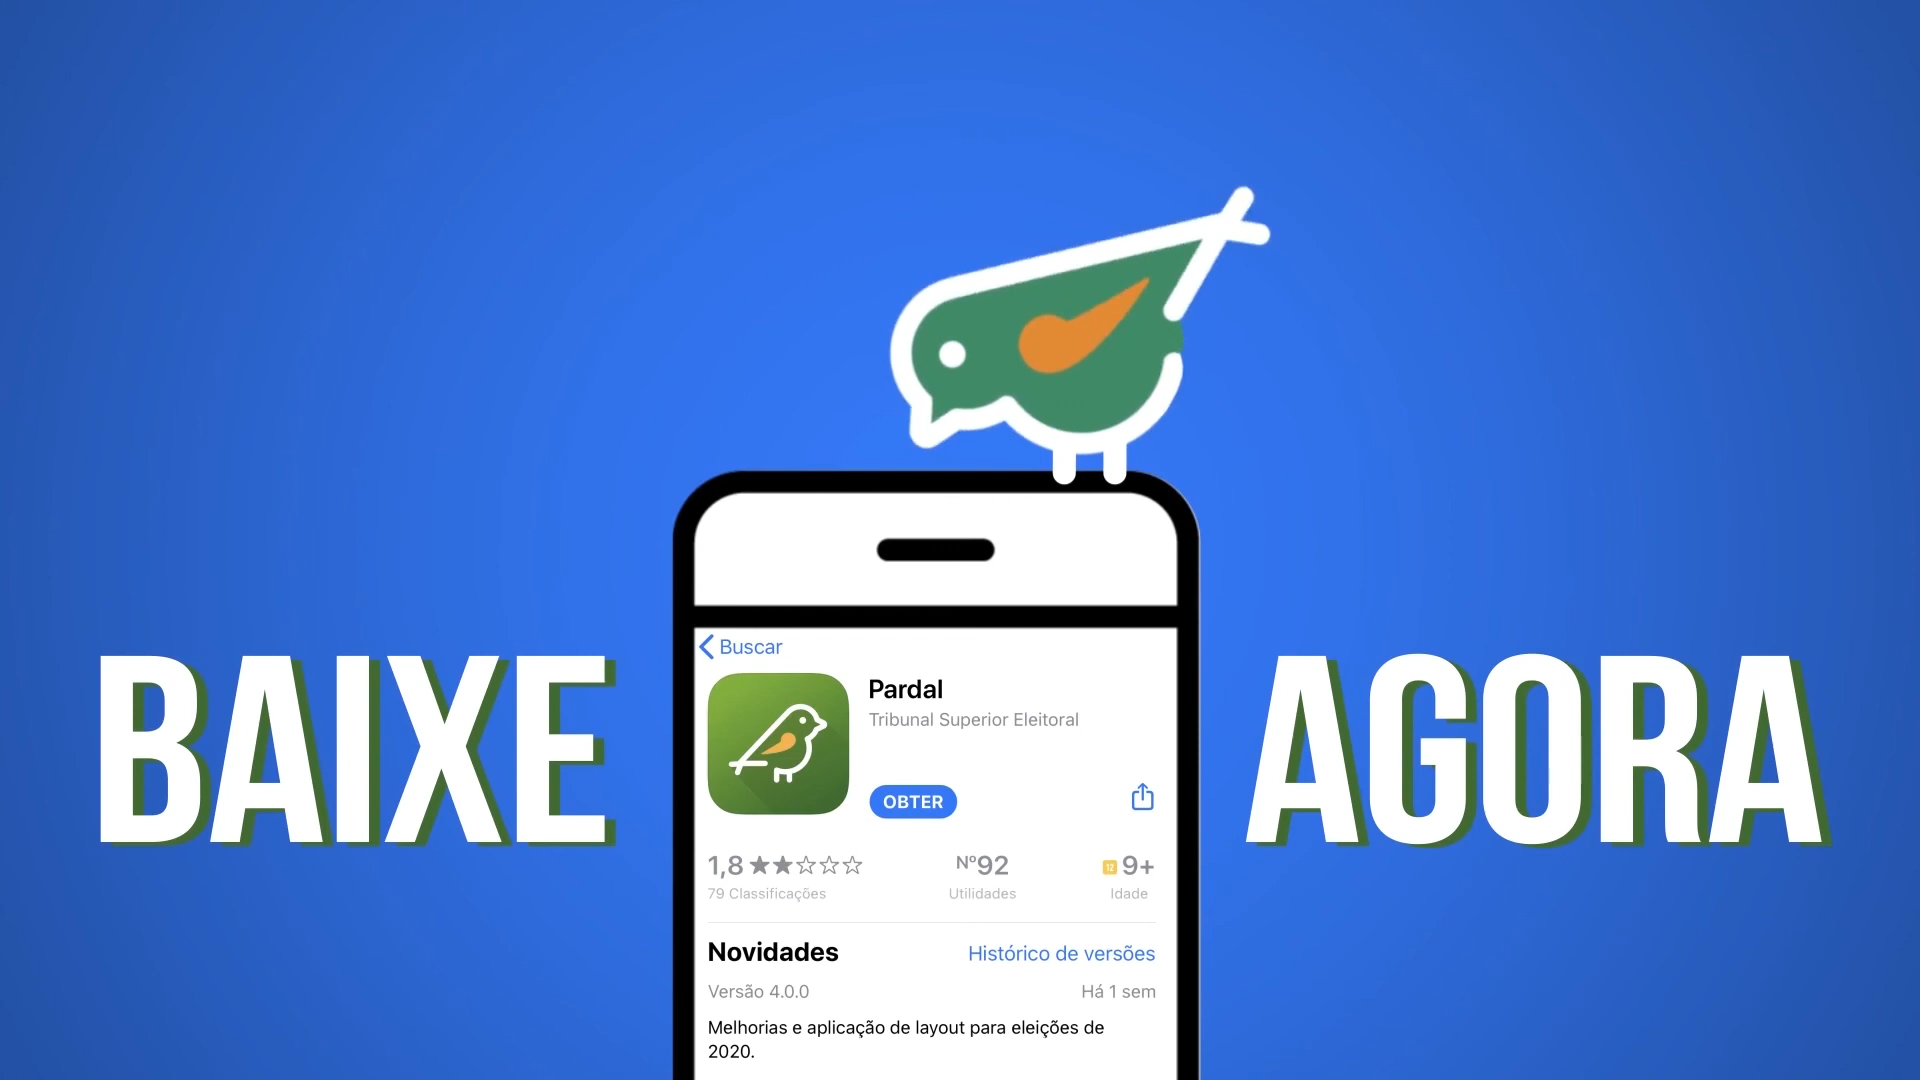 BAIXE
AGORA
Buscar
Pardal
Tribunal Superior Eleitoral
OBTER
1,8
Nº92
12 9+
79 Classificações
Utilidades
Idade
Novidades
Histórico de versões
Versão 4.0.0
Há 1 sem
Melhorias e aplicação de layout para eleições de
2020.